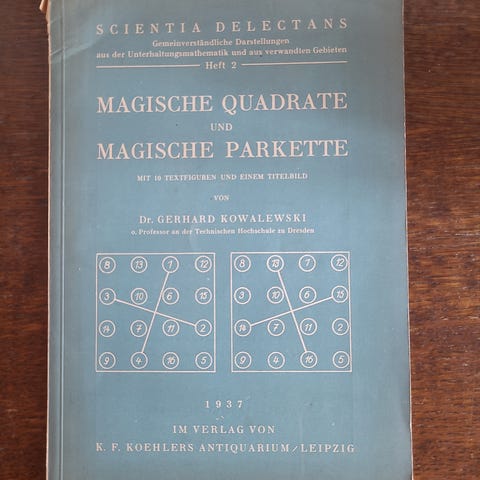 SCIENTIA DELECTANS
Gemeinverständliche Darstellungen
aus der Unterhaltungsmathematik und aus verwandten Gebieten
Heft 2
MAGISCHE QUADRATE
UND
MAGISCHE PARKETTE
MIT 10 TEXTFIGUREN UND EINEM TITELBILD
VON
Dr. GERHARD KOWALEWSKI
o. Professor an der Technischen Hochschule zu Dresden
8 13 1 12 8 13 1 12
3 10 6 15 3 10 6 15
14 7 11 2 14 7 11 2
9 4 16 5 9 4 16 5
1937
IM VERLAG VON
K. F. KOEHLERS ANTIQUARIUM / LEIPZIG